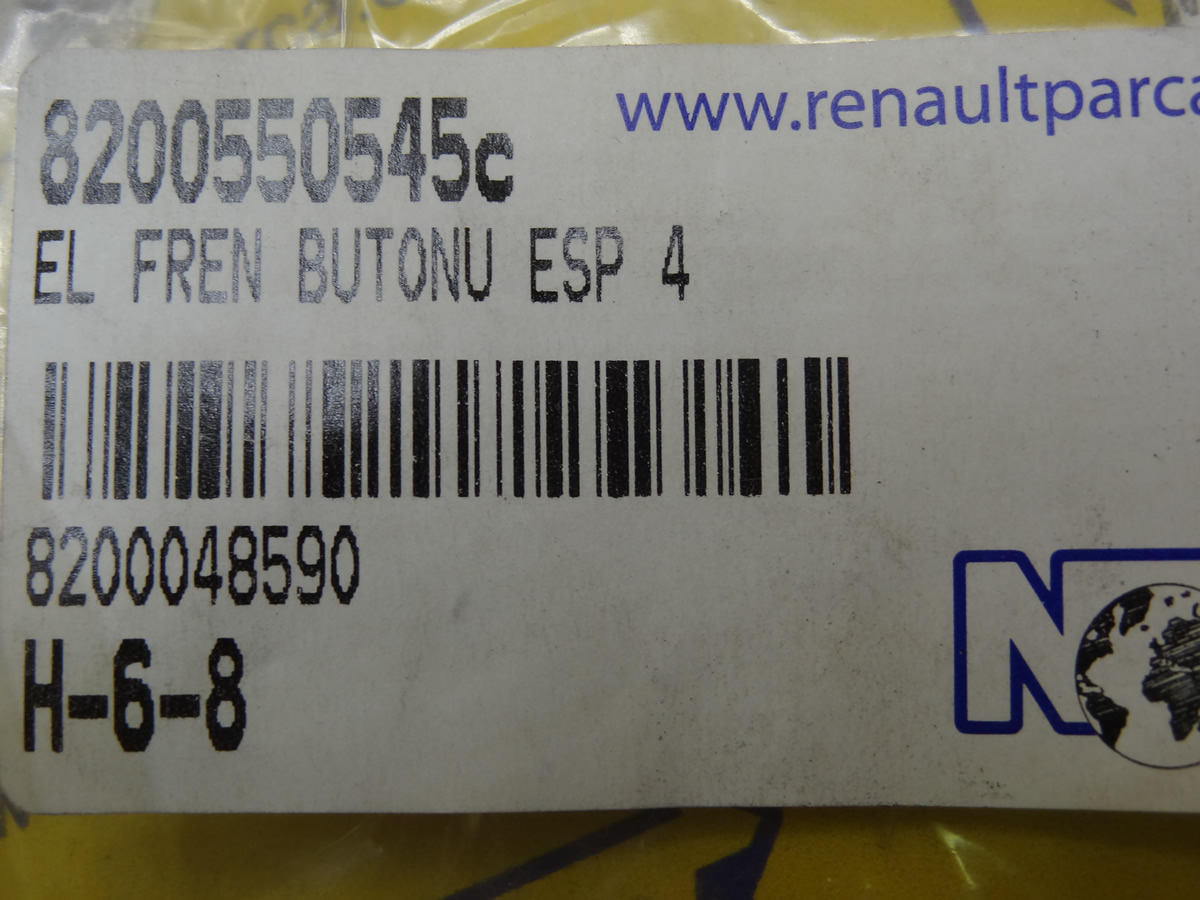 8200550545c
www.renaultparca
EL FREN BUTONU ESP 4
8200048590
H-6-8